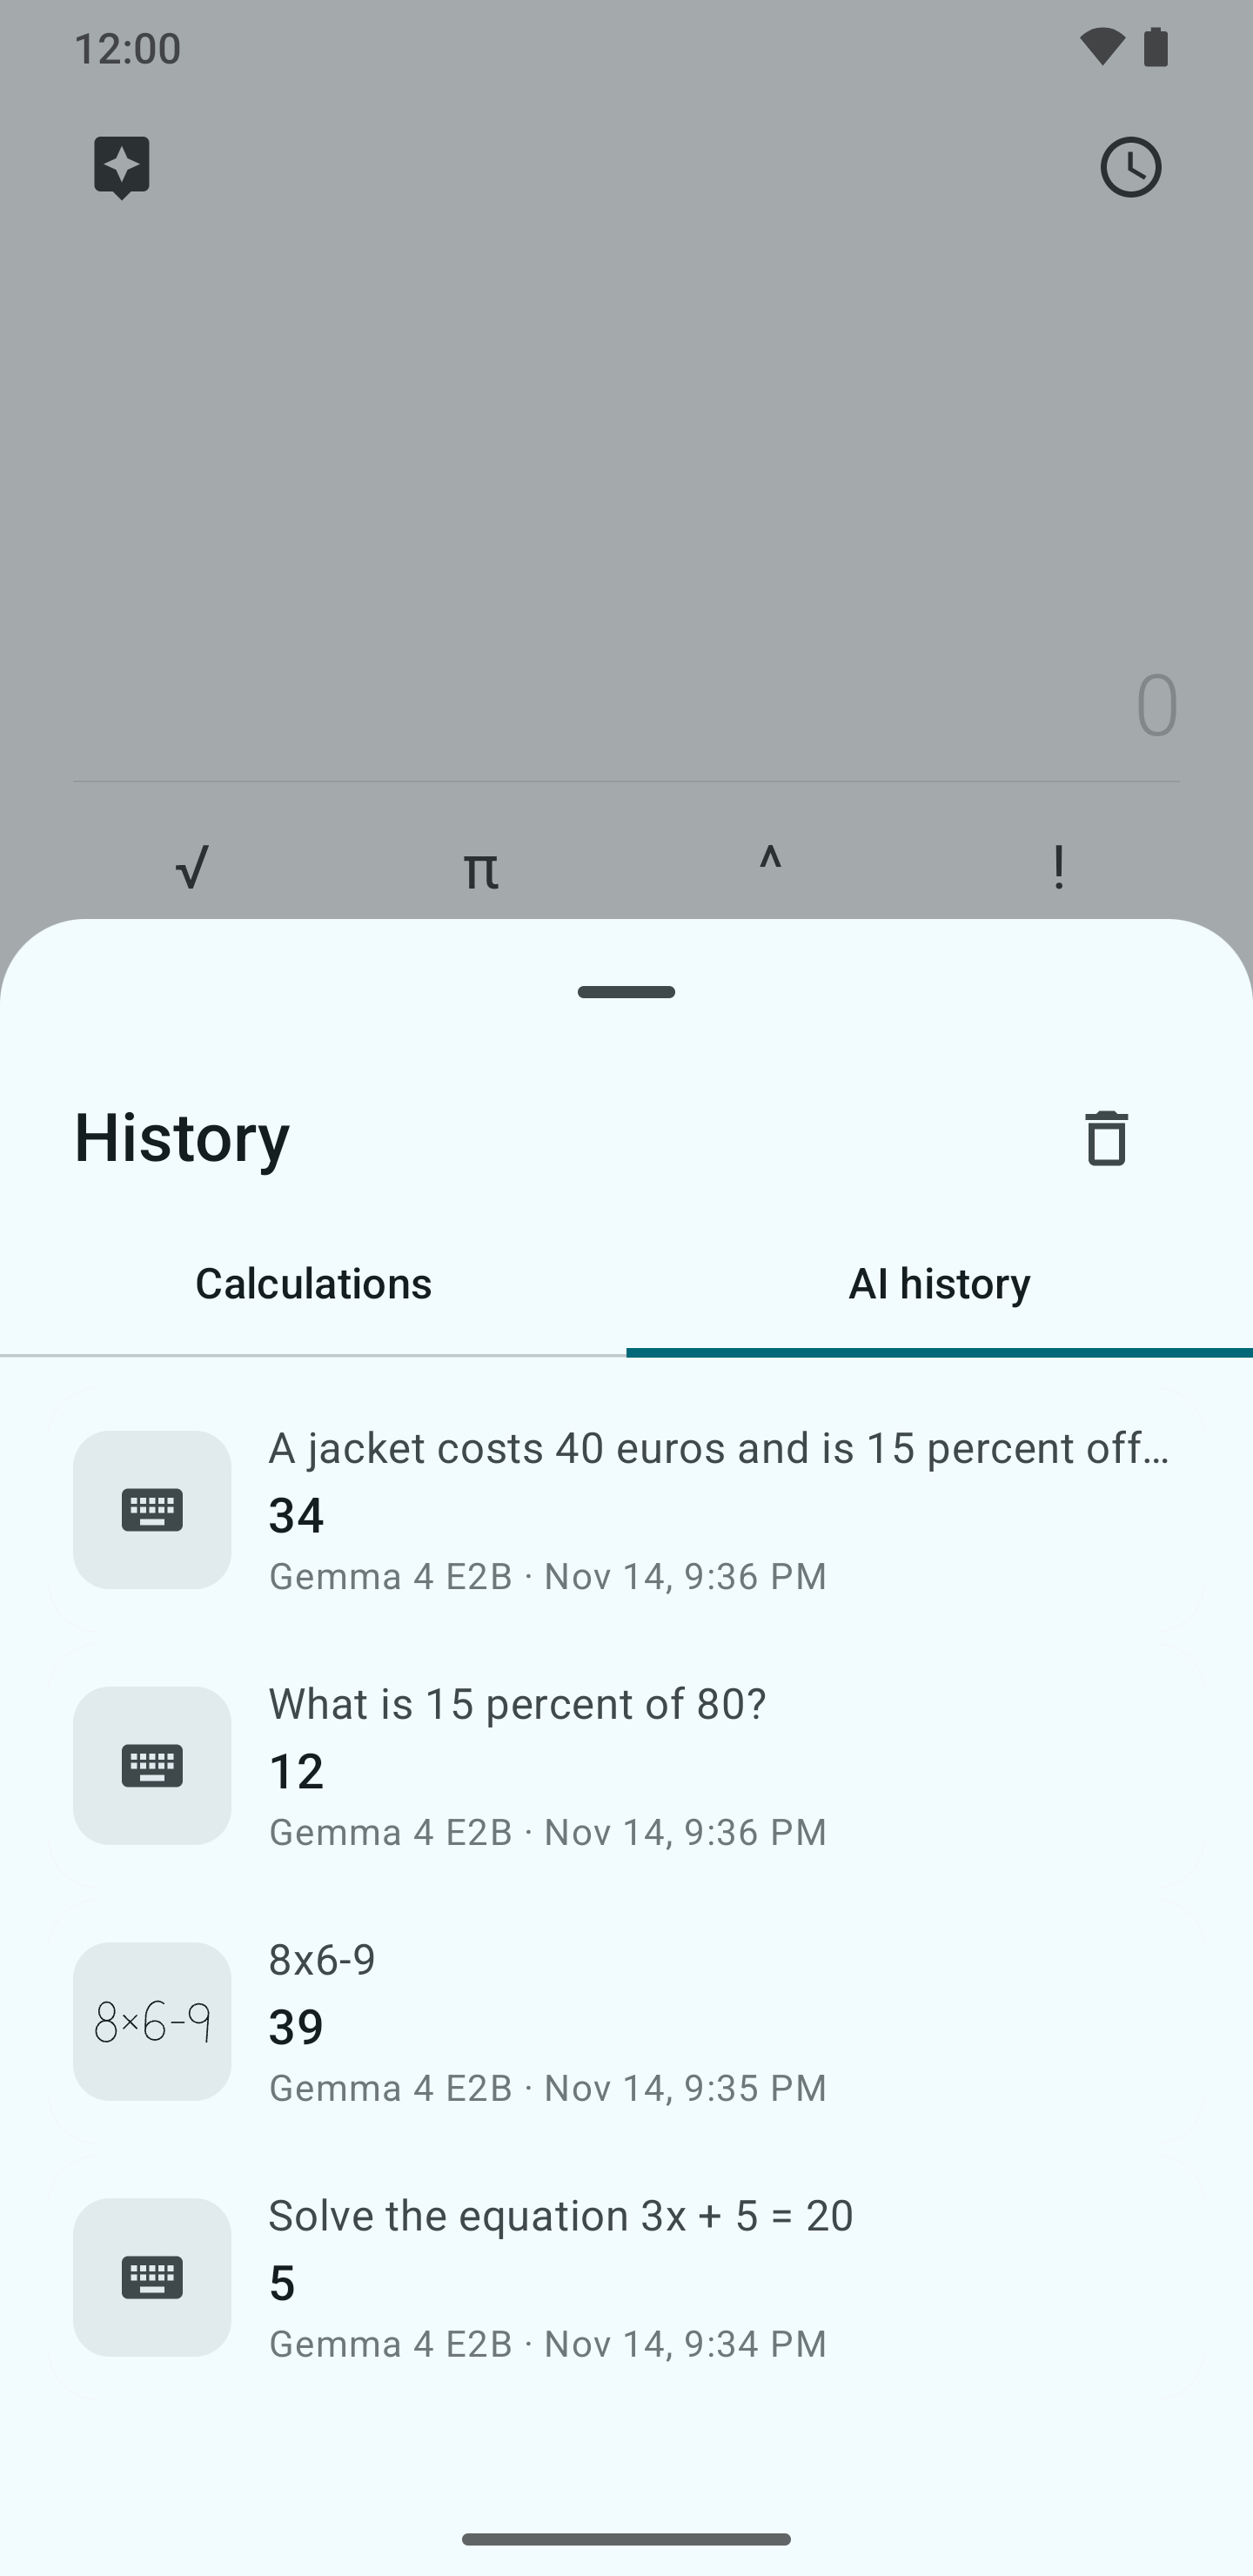 12:00
0
√ π ^ !
History
Calculations AI history
A jacket costs 40 euros and is 15 percent off…
34
Gemma 4 E2B · Nov 14, 9:36 PM
What is 15 percent of 80?
12
Gemma 4 E2B · Nov 14, 9:36 PM
8x6-9
8×6-9
39
Gemma 4 E2B · Nov 14, 9:35 PM
Solve the equation 3x + 5 = 20
5
Gemma 4 E2B · Nov 14, 9:34 PM